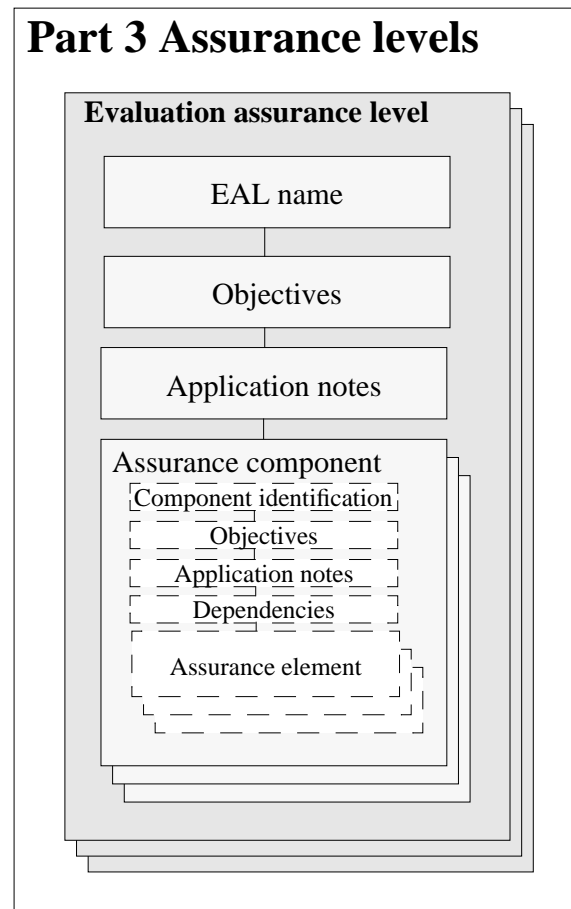 Part 3 Assurance levels
Evaluation assurance level
EAL name
Objectives
Application notes
Assurance component
Component identification
Objectives
Application notes
Dependencies
Assurance element